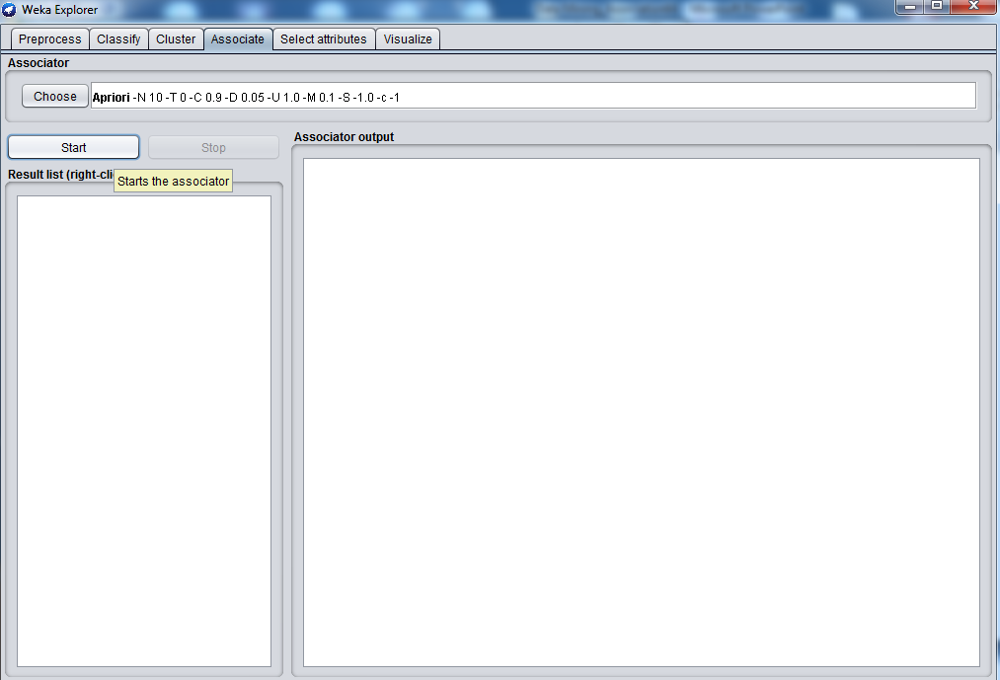 Weka Explorer
Preprocess Classify Cluster Associate Select attributes Visualize
Associator
Choose Apriori -N 10 -T 0 -C 0.9 -D 0.05 -U 1.0 -M 0.1 -S -1.0 -c -1
Start Stop
Associator output
Result list (right-cli
Starts the associator